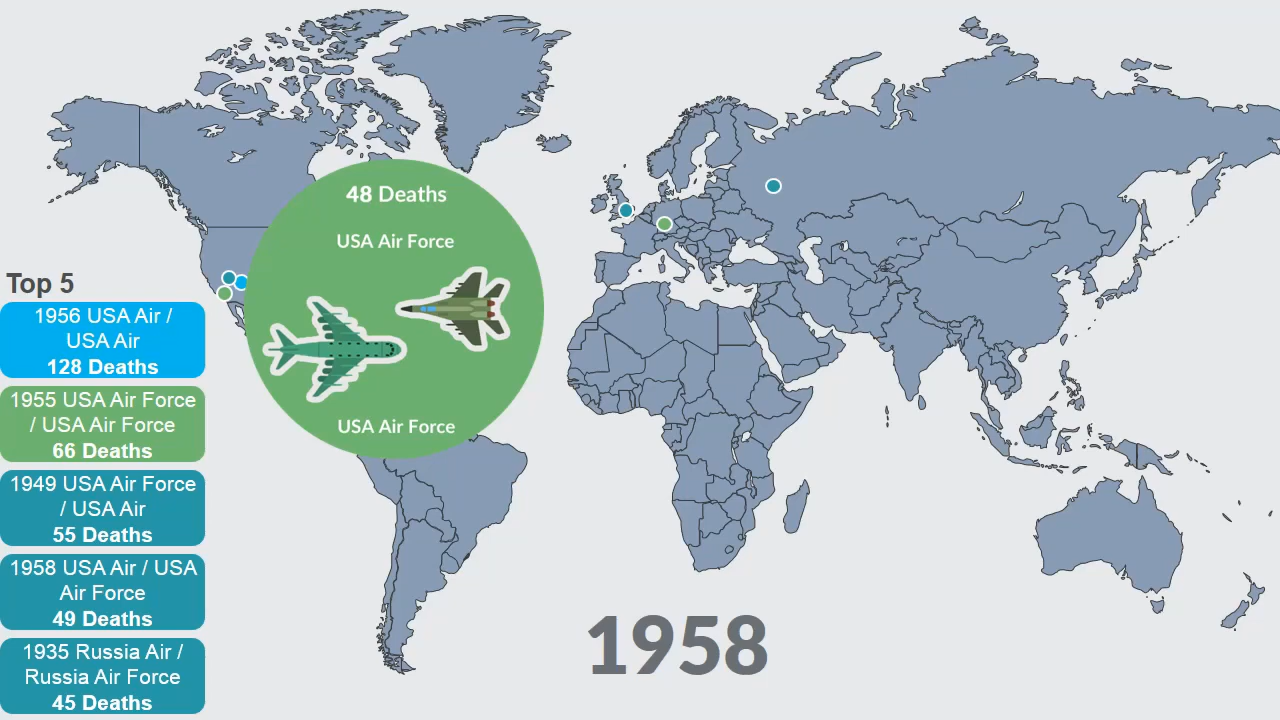 48 Deaths
USA Air Force
USA Air Force
Top 5
1956 USA Air /
USA Air
128 Deaths
1955 USA Air Force
/ USA Air Force
66 Deaths
1949 USA Air Force
/ USA Air
55 Deaths
1958 USA Air / USA
Air Force
49 Deaths
1935 Russia Air /
Russia Air Force
45 Deaths
1958